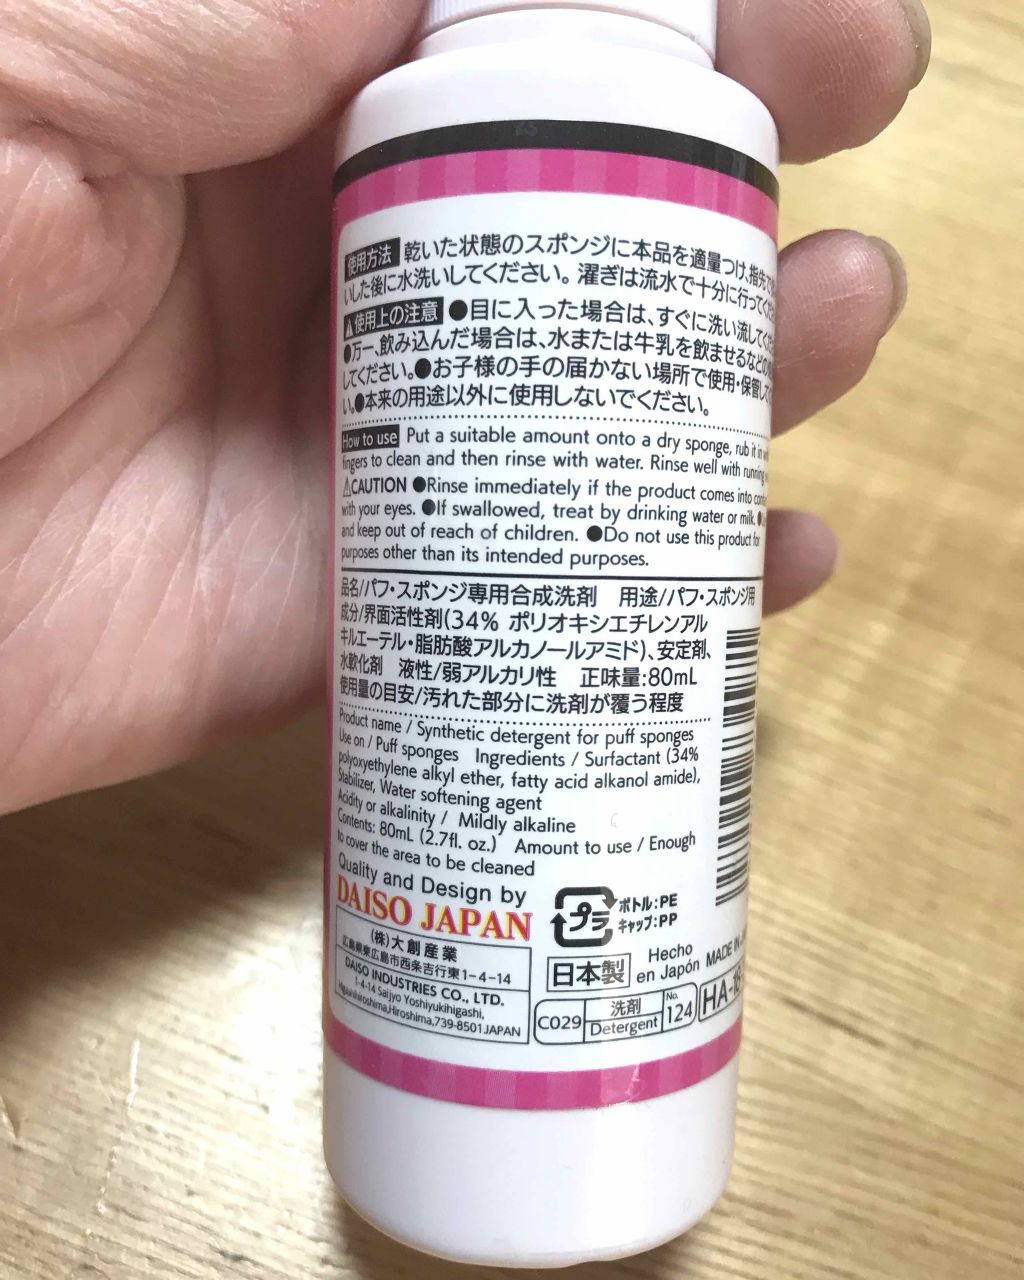 使用方法 乾いた状態のスポンジに本品を適量つけ、指先で
いした後に水洗いしてください。濯ぎは流水で十分に行ってくだ
⚠使用上の注意 ●目に入った場合は、すぐに洗い流してくだ
●万一、飲み込んだ場合は、水または牛乳を飲ませるなどの
してください。●お子様の手の届かない場所で使用・保管して
い。●本来の用途以外に使用しないでください。
How to use Put a suitable amount onto a dry sponge, rub it in
fingers to clean and then rinse with water. Rinse well with running
⚠CAUTION ●Rinse immediately if the product comes into
with your eyes. ●If swallowed, treat by drinking water or milk. ●
and keep out of reach of children. ●Do not use this product for
purposes other than its intended purposes.
品名/パフ・スポンジ専用合成洗剤 用途/パフ・スポンジ用
成分/界面活性剤(34% ポリオキシエチレンアル
キルエーテル・脂肪酸アルカノールアミド)、安定剤、
水軟化剤 液性/弱アルカリ性 正味量:80mL
使用量の目安/汚れた部分に洗剤が覆う程度
Product name / Synthetic detergent for puff sponges
Use on / Puff sponges Ingredients / Surfactant (34%
polyoxyethylene alkyl ether, fatty acid alkanol amide),
Stabilizer, Water softening agent
Acidity or alkalinity / Mildly alkaline
Contents: 80mL (2.7fl. oz.) Amount to use / Enough
to cover the area to be cleaned
Quality and Design by
DAISO JAPAN
(株)大創産業
広島県東広島市西条吉行東1-4-14
DAISO INDUSTRIES CO., LTD.
1-4-14 Saijyo Yoshiyukihigashi,
Higashihiroshima,Hiroshima,739-8501 JAPAN
プラ ボトル:PE
キャップ:PP
日本製 Hecho en Japón MADE IN
C029 洗剤 Detergent No. 124 HA-18